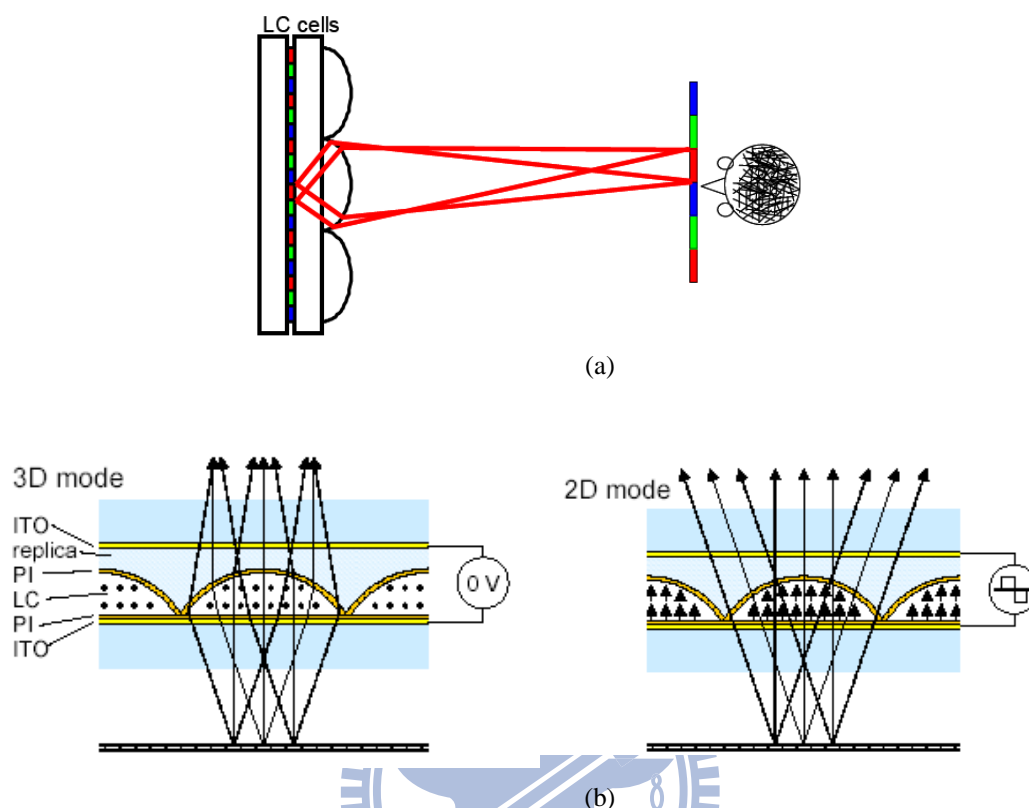 LC cells
(a)
3D mode
ITO
replica
PI
LC
PI
ITO
0 V
2D mode
(b)